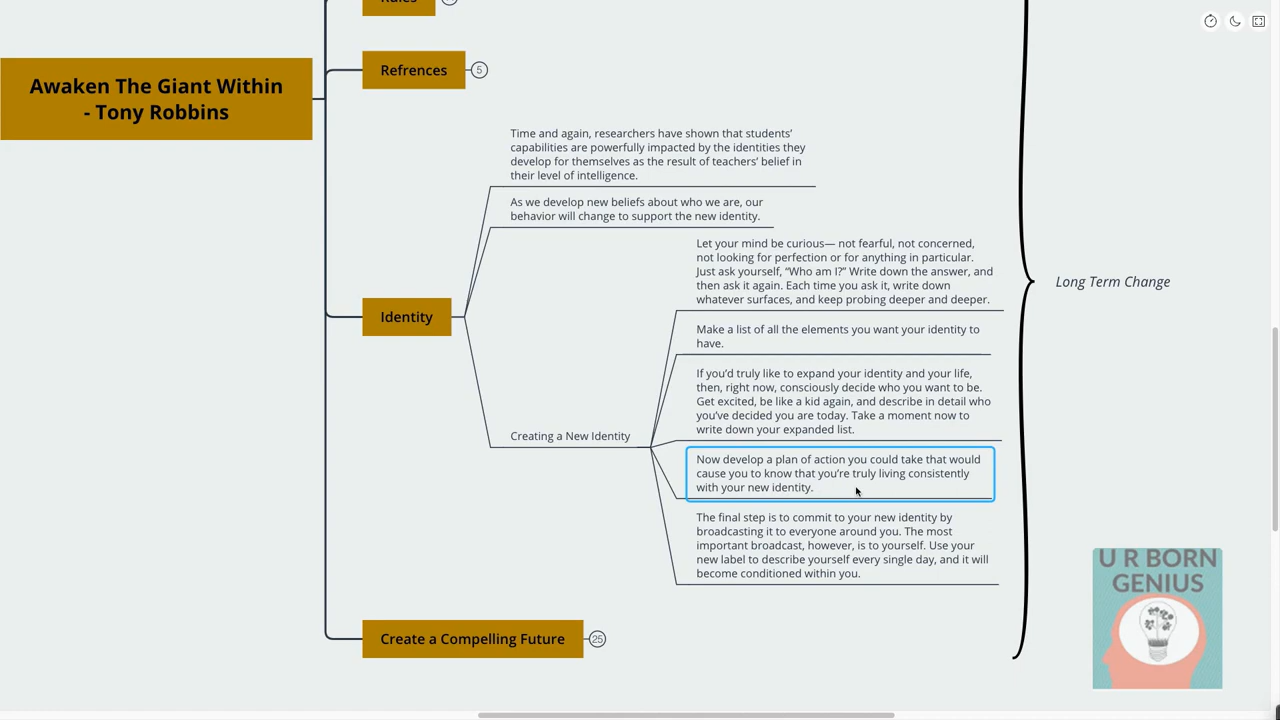 Rules
Awaken The Giant Within
- Tony Robbins
Refrences
5
Time and again, researchers have shown that students'
capabilities are powerfully impacted by the identities they
develop for themselves as the result of teachers' belief in
their level of intelligence.
As we develop new beliefs about who we are, our
behavior will change to support the new identity.
Identity
Let your mind be curious— not fearful, not concerned,
not looking for perfection or for anything in particular.
Just ask yourself, “Who am I?” Write down the answer, and
then ask it again. Each time you ask it, write down
whatever surfaces, and keep probing deeper and deeper.
Make a list of all the elements you want your identity to
have.
If you’d truly like to expand your identity and your life,
then, right now, consciously decide who you want to be.
Get excited, be like a kid again, and describe in detail who
you’ve decided you are today. Take a moment now to
write down your expanded list.
Creating a New Identity
Now develop a plan of action you could take that would
cause you to know that you’re truly living consistently
with your new identity.
The final step is to commit to your new identity by
broadcasting it to everyone around you. The most
important broadcast, however, is to yourself. Use your
new label to describe yourself every single day, and it will
become conditioned within you.
Long Term Change
Create a Compelling Future
25
U R BORN
GENIUS